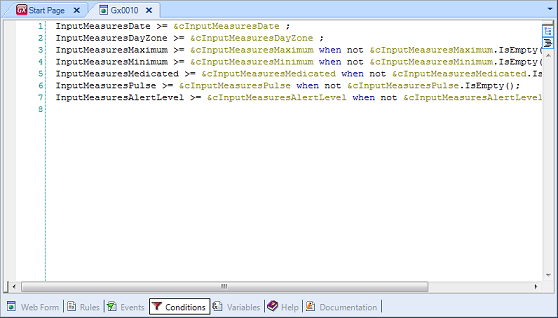 GX Start Page
Gx0010
1 InputMeasuresDate >= &cInputMeasuresDate ;
2 InputMeasuresDayZone >= &cInputMeasuresDayZone ;
3 InputMeasuresMaximum >= &cInputMeasuresMaximum when not &cInputMeasuresMaximum.IsEmpty(
4 InputMeasuresMinimum >= &cInputMeasuresMinimum when not &cInputMeasuresMinimum.IsEmpty(
5 InputMeasuresMedicated >= &cInputMeasuresMedicated when not &cInputMeasuresMedicated.Is
6 InputMeasuresPulse >= &cInputMeasuresPulse when not &cInputMeasuresPulse.IsEmpty();
7 InputMeasuresAlertLevel >= &cInputMeasuresAlertLevel when not &cInputMeasuresAlertLevel
8
Web Form Rules Events Conditions Variables Help Documentation